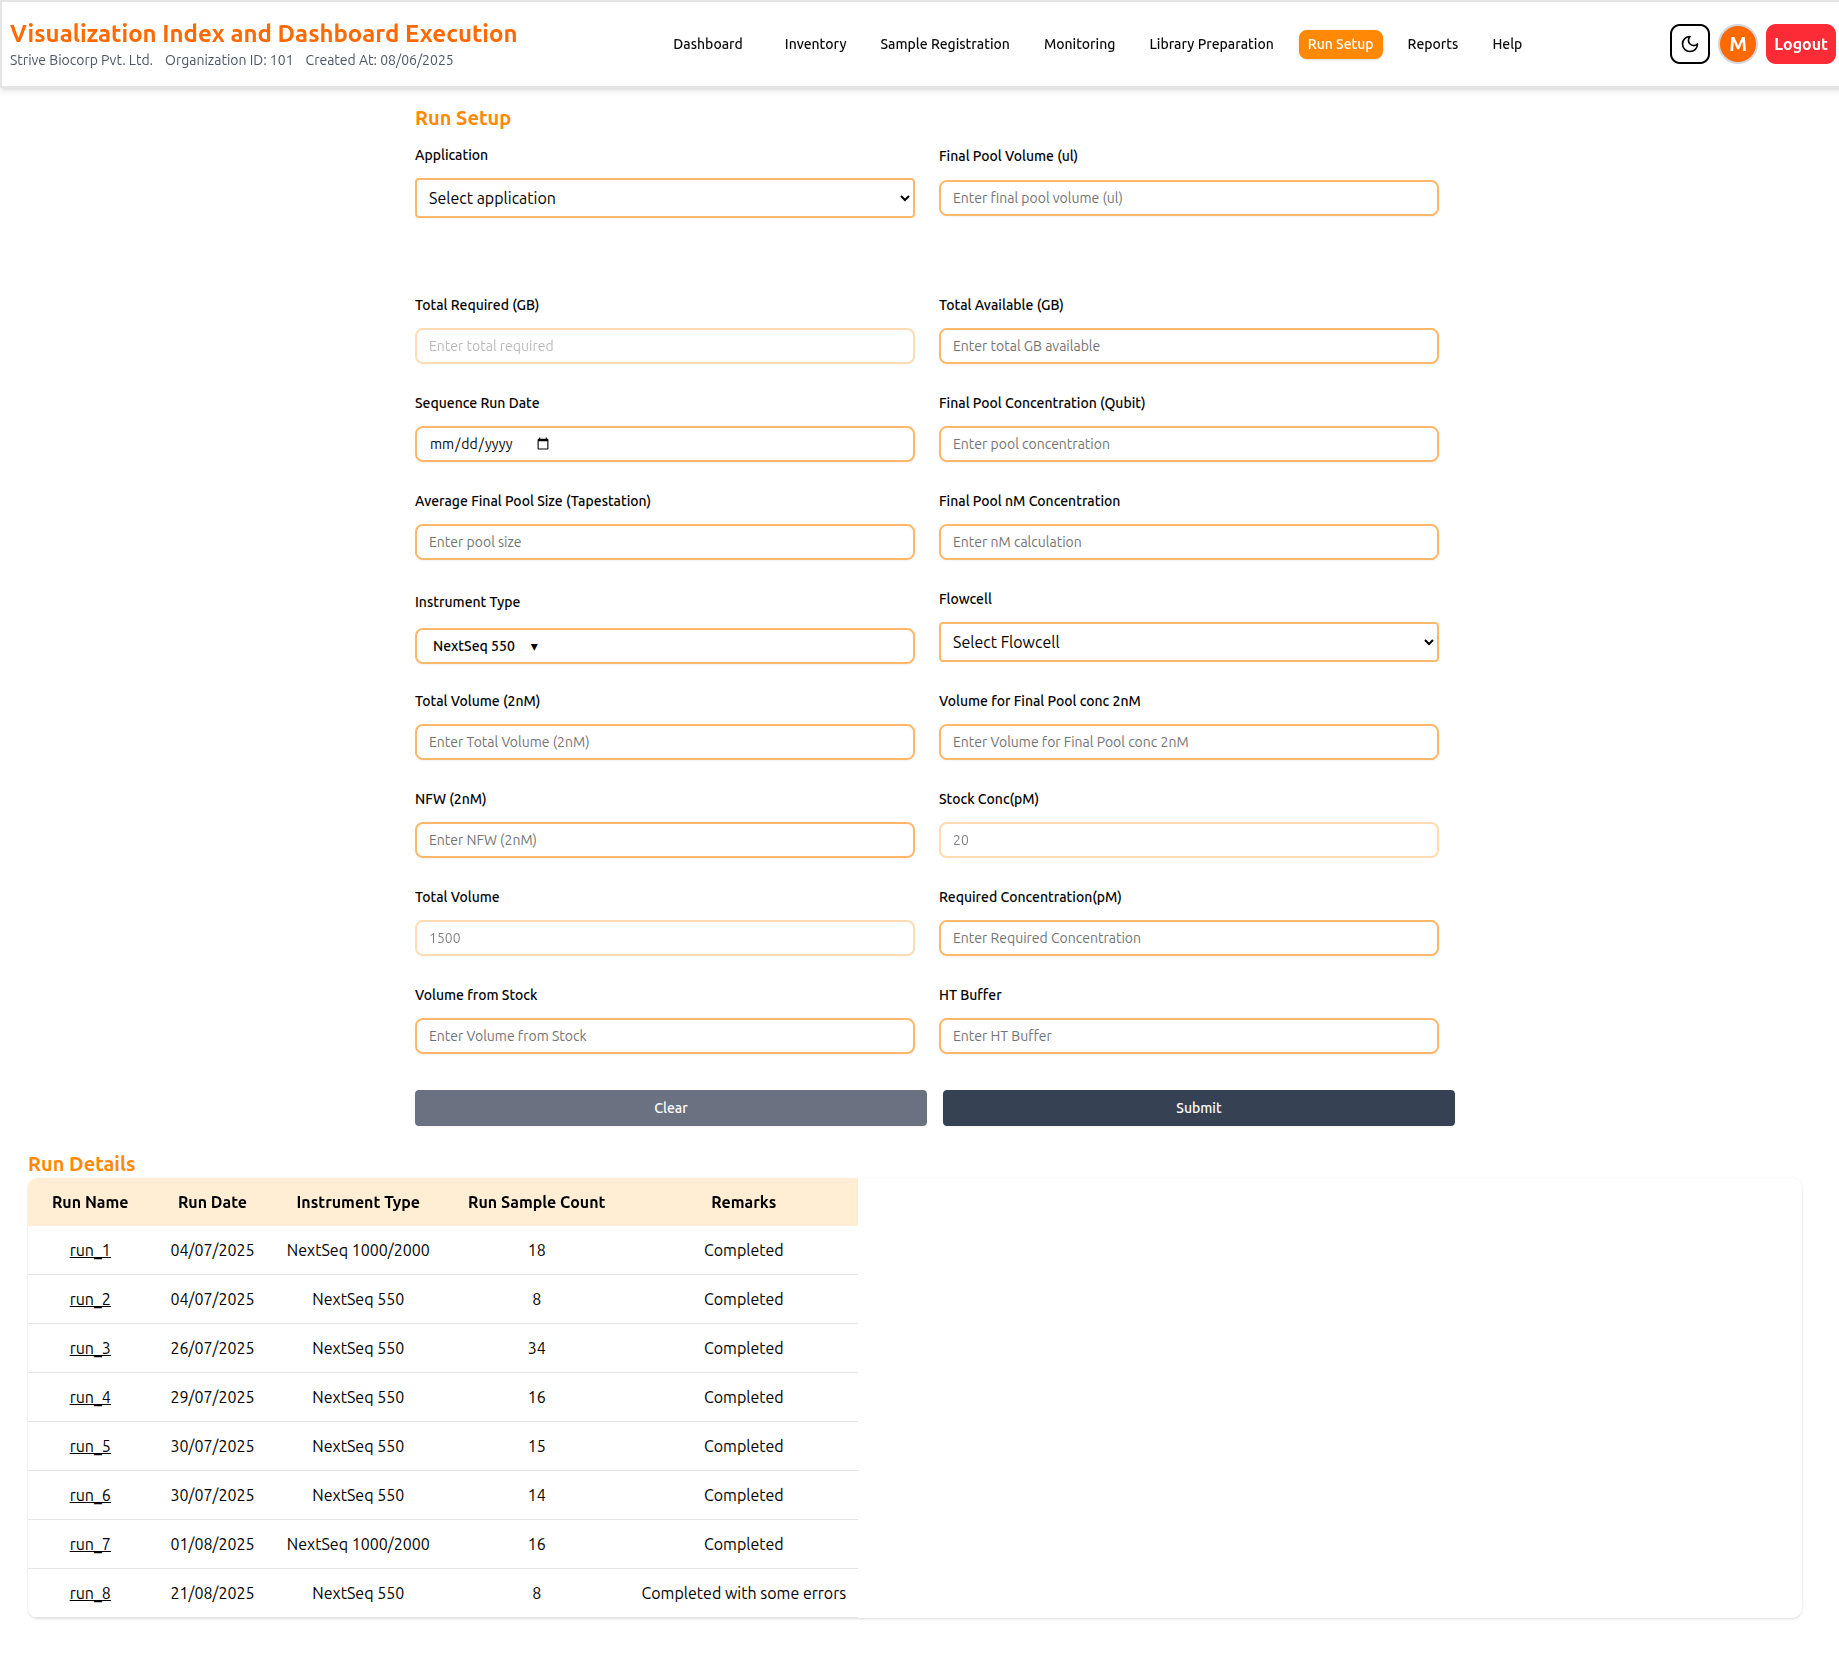 Visualization Index and Dashboard Execution
Strive Biocorp Pvt. Ltd. Organization ID: 101 Created At: 08/06/2025
Dashboard Inventory Sample Registration Monitoring Library Preparation Run Setup Reports Help
M Logout
Run Setup
Application Final Pool Volume (ul)
Select application Enter final pool volume (ul)
Total Required (GB) Total Available (GB)
Enter total required Enter total GB available
Sequence Run Date Final Pool Concentration (Qubit)
mm/dd/yyyy Enter pool concentration
Average Final Pool Size (Tapestation) Final Pool nM Concentration
Enter pool size Enter nM calculation
Instrument Type Flowcell
NextSeq 550 ▾ Select Flowcell
Total Volume (2nM) Volume for Final Pool conc 2nM
Enter Total Volume (2nM) Enter Volume for Final Pool conc 2nM
NFW (2nM) Stock Conc(pM)
Enter NFW (2nM) 20
Total Volume Required Concentration(pM)
1500 Enter Required Concentration
Volume from Stock HT Buffer
Enter Volume from Stock Enter HT Buffer
Clear Submit
Run Details
Run Name Run Date Instrument Type Run Sample Count Remarks
run_1 04/07/2025 NextSeq 1000/2000 18 Completed
run_2 04/07/2025 NextSeq 550 8 Completed
run_3 26/07/2025 NextSeq 550 34 Completed
run_4 29/07/2025 NextSeq 550 16 Completed
run_5 30/07/2025 NextSeq 550 15 Completed
run_6 30/07/2025 NextSeq 550 14 Completed
run_7 01/08/2025 NextSeq 1000/2000 16 Completed
run_8 21/08/2025 NextSeq 550 8 Completed with some errors